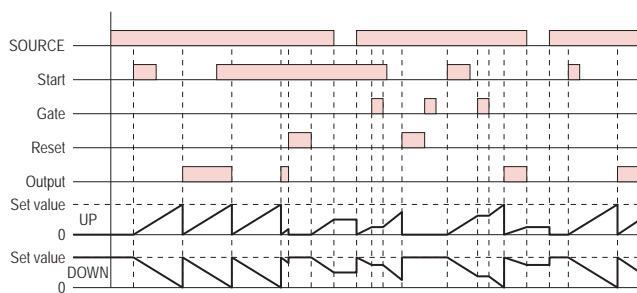 SOURCE
Start
Gate
Reset
Output
Set value
UP
0
Set value
DOWN
0